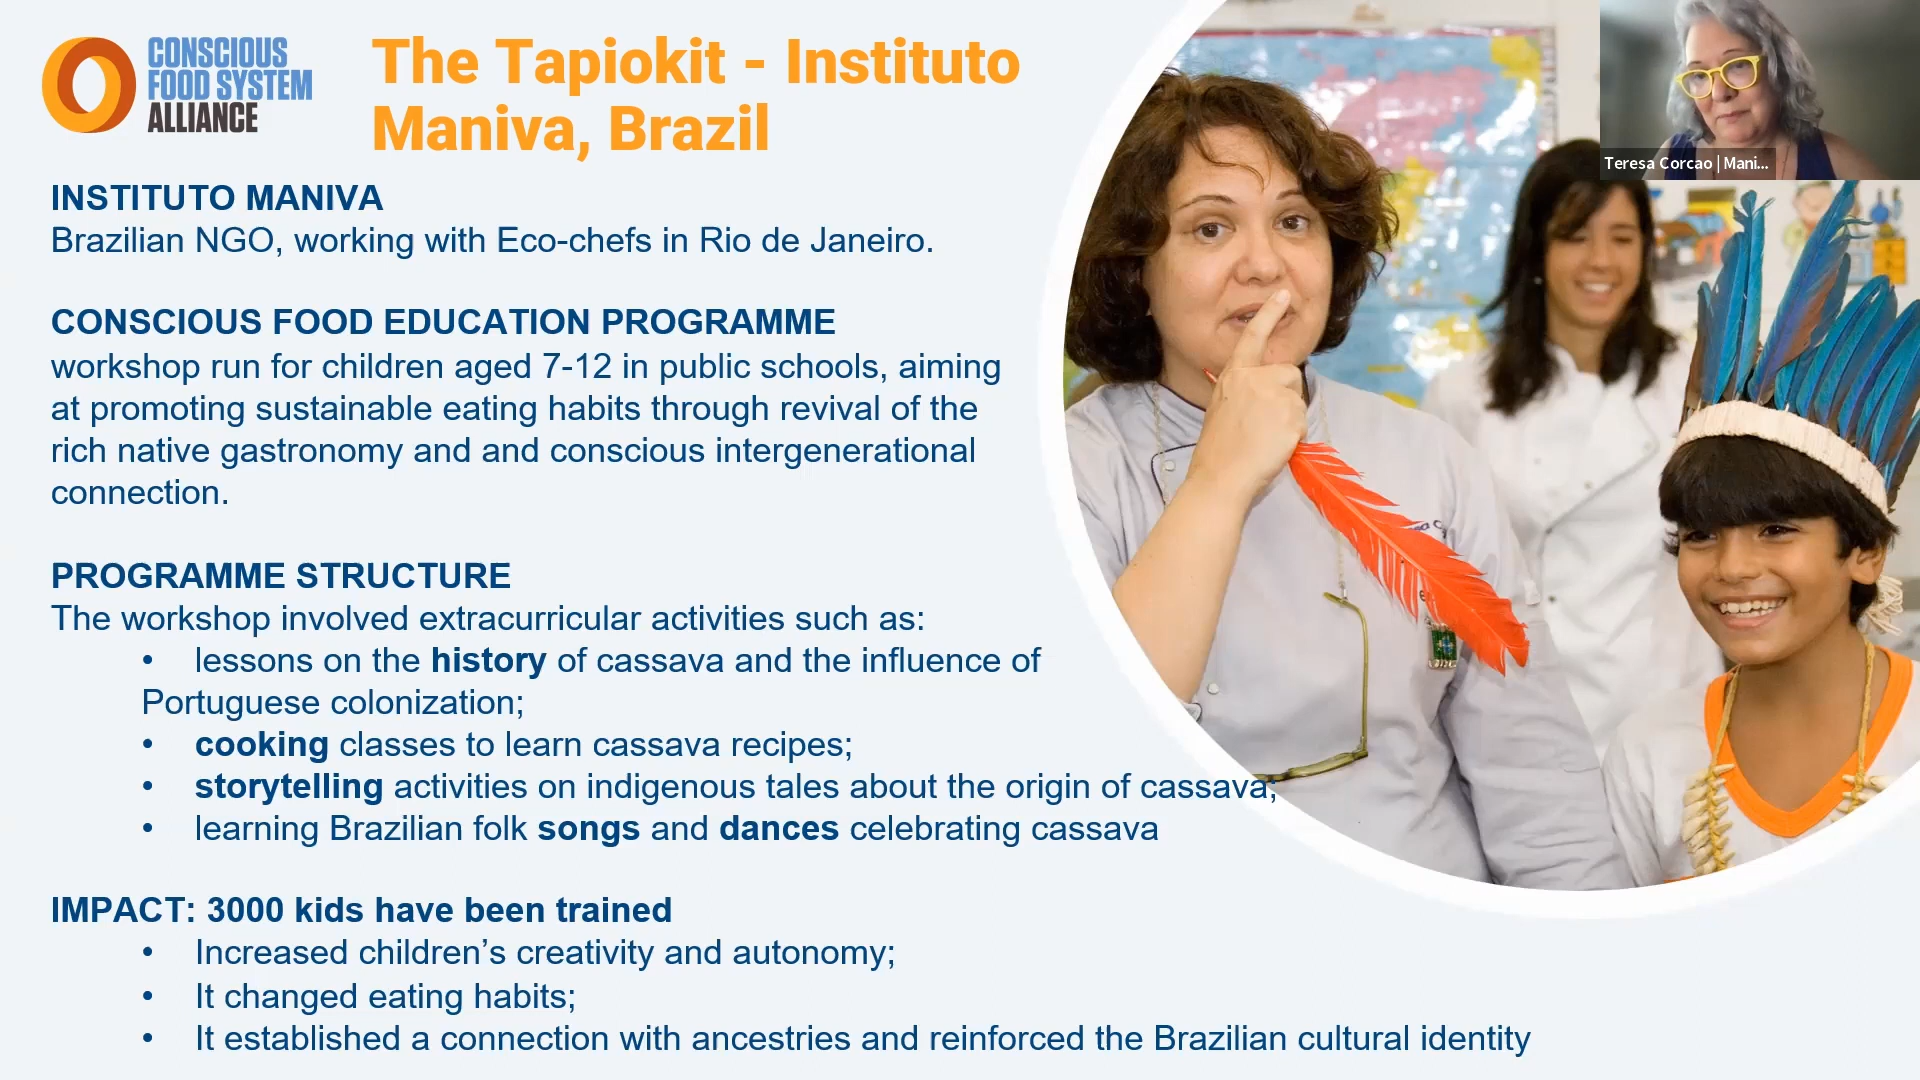 CONSCIOUS
FOOD SYSTEM
ALLIANCE
The Tapiokit - Instituto
Maniva, Brazil
Teresa Corcao | Mani...
INSTITUTO MANIVA
Brazilian NGO, working with Eco-chefs in Rio de Janeiro.
CONSCIOUS FOOD EDUCATION PROGRAMME
workshop run for children aged 7-12 in public schools, aiming
at promoting sustainable eating habits through revival of the
rich native gastronomy and and conscious intergenerational
connection.
PROGRAMME STRUCTURE
The workshop involved extracurricular activities such as:
• lessons on the history of cassava and the influence of
Portuguese colonization;
• cooking classes to learn cassava recipes;
• storytelling activities on indigenous tales about the origin of cassava;
• learning Brazilian folk songs and dances celebrating cassava
IMPACT: 3000 kids have been trained
• Increased children’s creativity and autonomy;
• It changed eating habits;
• It established a connection with ancestries and reinforced the Brazilian cultural identity